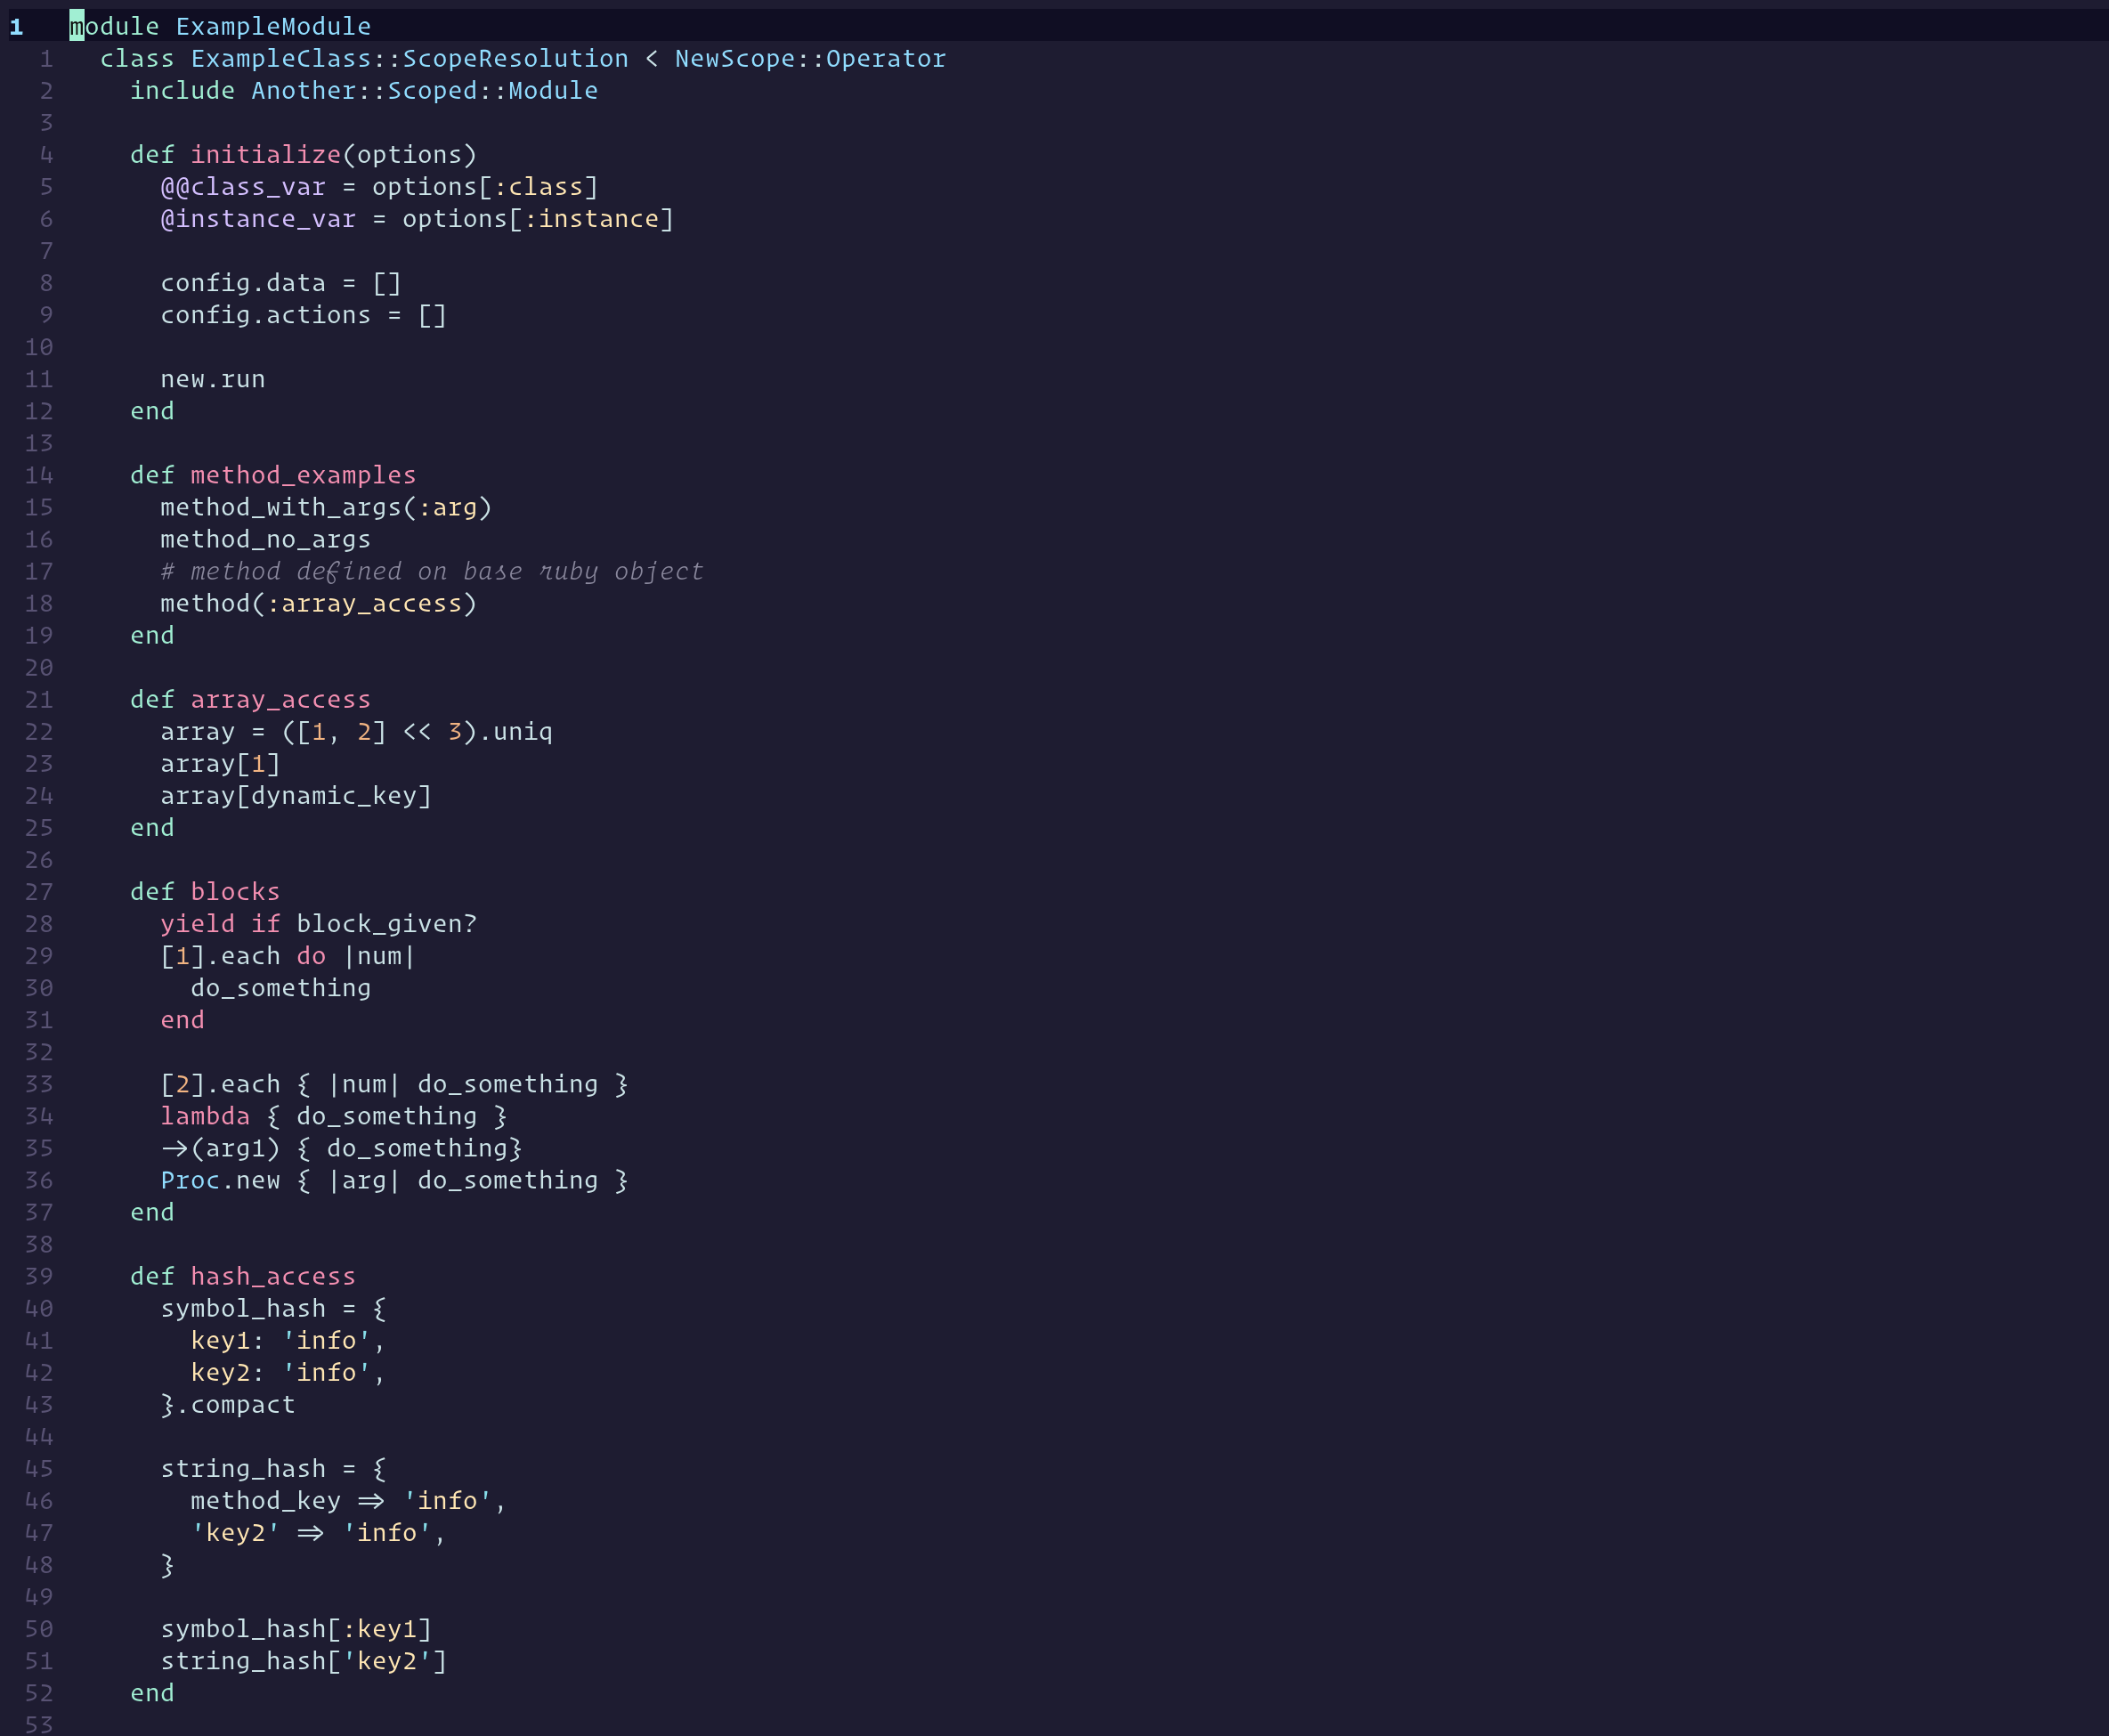 1   module ExampleModule
  1   class ExampleClass::ScopeResolution < NewScope::Operator
  2     include Another::Scoped::Module
  3
  4     def initialize(options)
  5       @@class_var = options[:class]
  6       @instance_var = options[:instance]
  7
  8       config.data = []
  9       config.actions = []
 10
 11       new.run
 12     end
 13
 14     def method_examples
 15       method_with_args(:arg)
 16       method_no_args
 17       # method defined on base ruby object
 18       method(:array_access)
 19     end
 20
 21     def array_access
 22       array = ([1, 2] << 3).uniq
 23       array[1]
 24       array[dynamic_key]
 25     end
 26
 27     def blocks
 28       yield if block_given?
 29       [1].each do |num|
 30         do_something
 31       end
 32
 33       [2].each { |num| do_something }
 34       lambda { do_something }
 35       ->(arg1) { do_something}
 36       Proc.new { |arg| do_something }
 37     end
 38
 39     def hash_access
 40       symbol_hash = {
 41         key1: 'info',
 42         key2: 'info',
 43       }.compact
 44
 45       string_hash = {
 46         method_key => 'info',
 47         'key2' => 'info',
 48       }
 49
 50       symbol_hash[:key1]
 51       string_hash['key2']
 52     end
 53